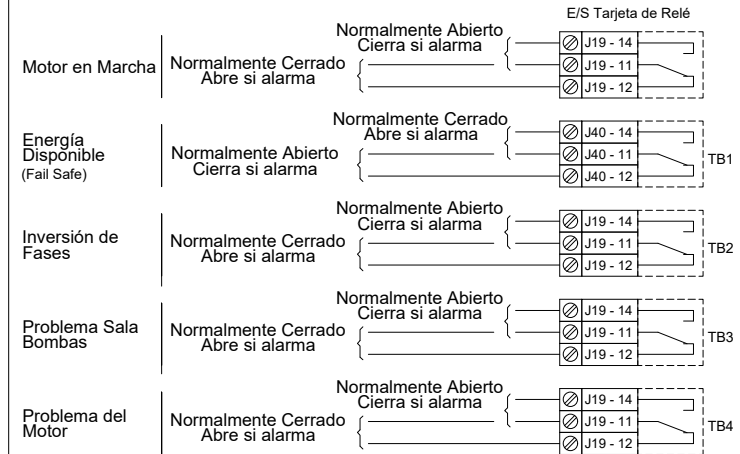 E/S Tarjeta de Relé
Motor en Marcha
Normalmente Abierto
Cierra si alarma
Normalmente Cerrado
Abre si alarma
J19 - 14
J19 - 11
J19 - 12
Energía
Disponible
(Fail Safe)
Normalmente Cerrado
Abre si alarma
Normalmente Abierto
Cierra si alarma
J40 - 14
J40 - 11
J40 - 12
TB1
Inversión de
Fases
Normalmente Abierto
Cierra si alarma
Normalmente Cerrado
Abre si alarma
J19 - 14
J19 - 11
J19 - 12
TB2
Problema Sala
Bombas
Normalmente Abierto
Cierra si alarma
Normalmente Cerrado
Abre si alarma
J19 - 14
J19 - 11
J19 - 12
TB3
Problema del
Motor
Normalmente Abierto
Cierra si alarma
Normalmente Cerrado
Abre si alarma
J19 - 14
J19 - 11
J19 - 12
TB4